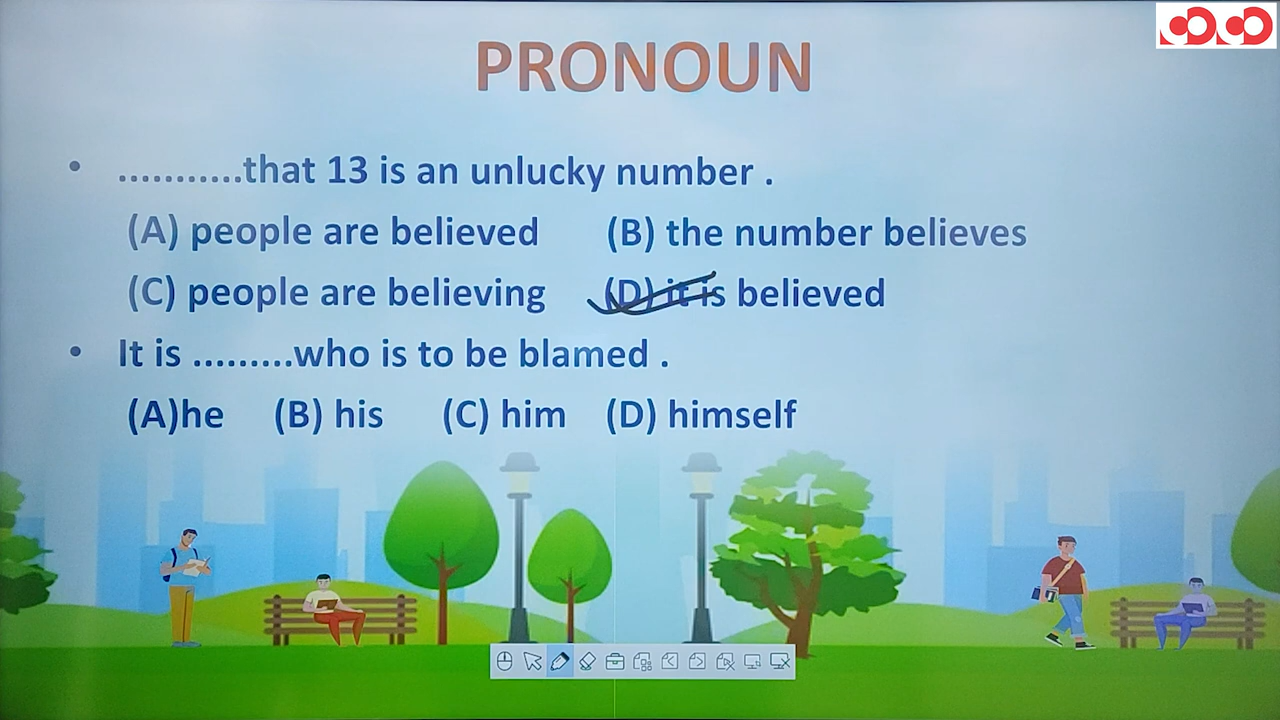 PRONOUN
• ...........that 13 is an unlucky number .
(A) people are believed (B) the number believes
(C) people are believing (D) it is believed
• It is .........who is to be blamed .
(A)he (B) his (C) him (D) himself